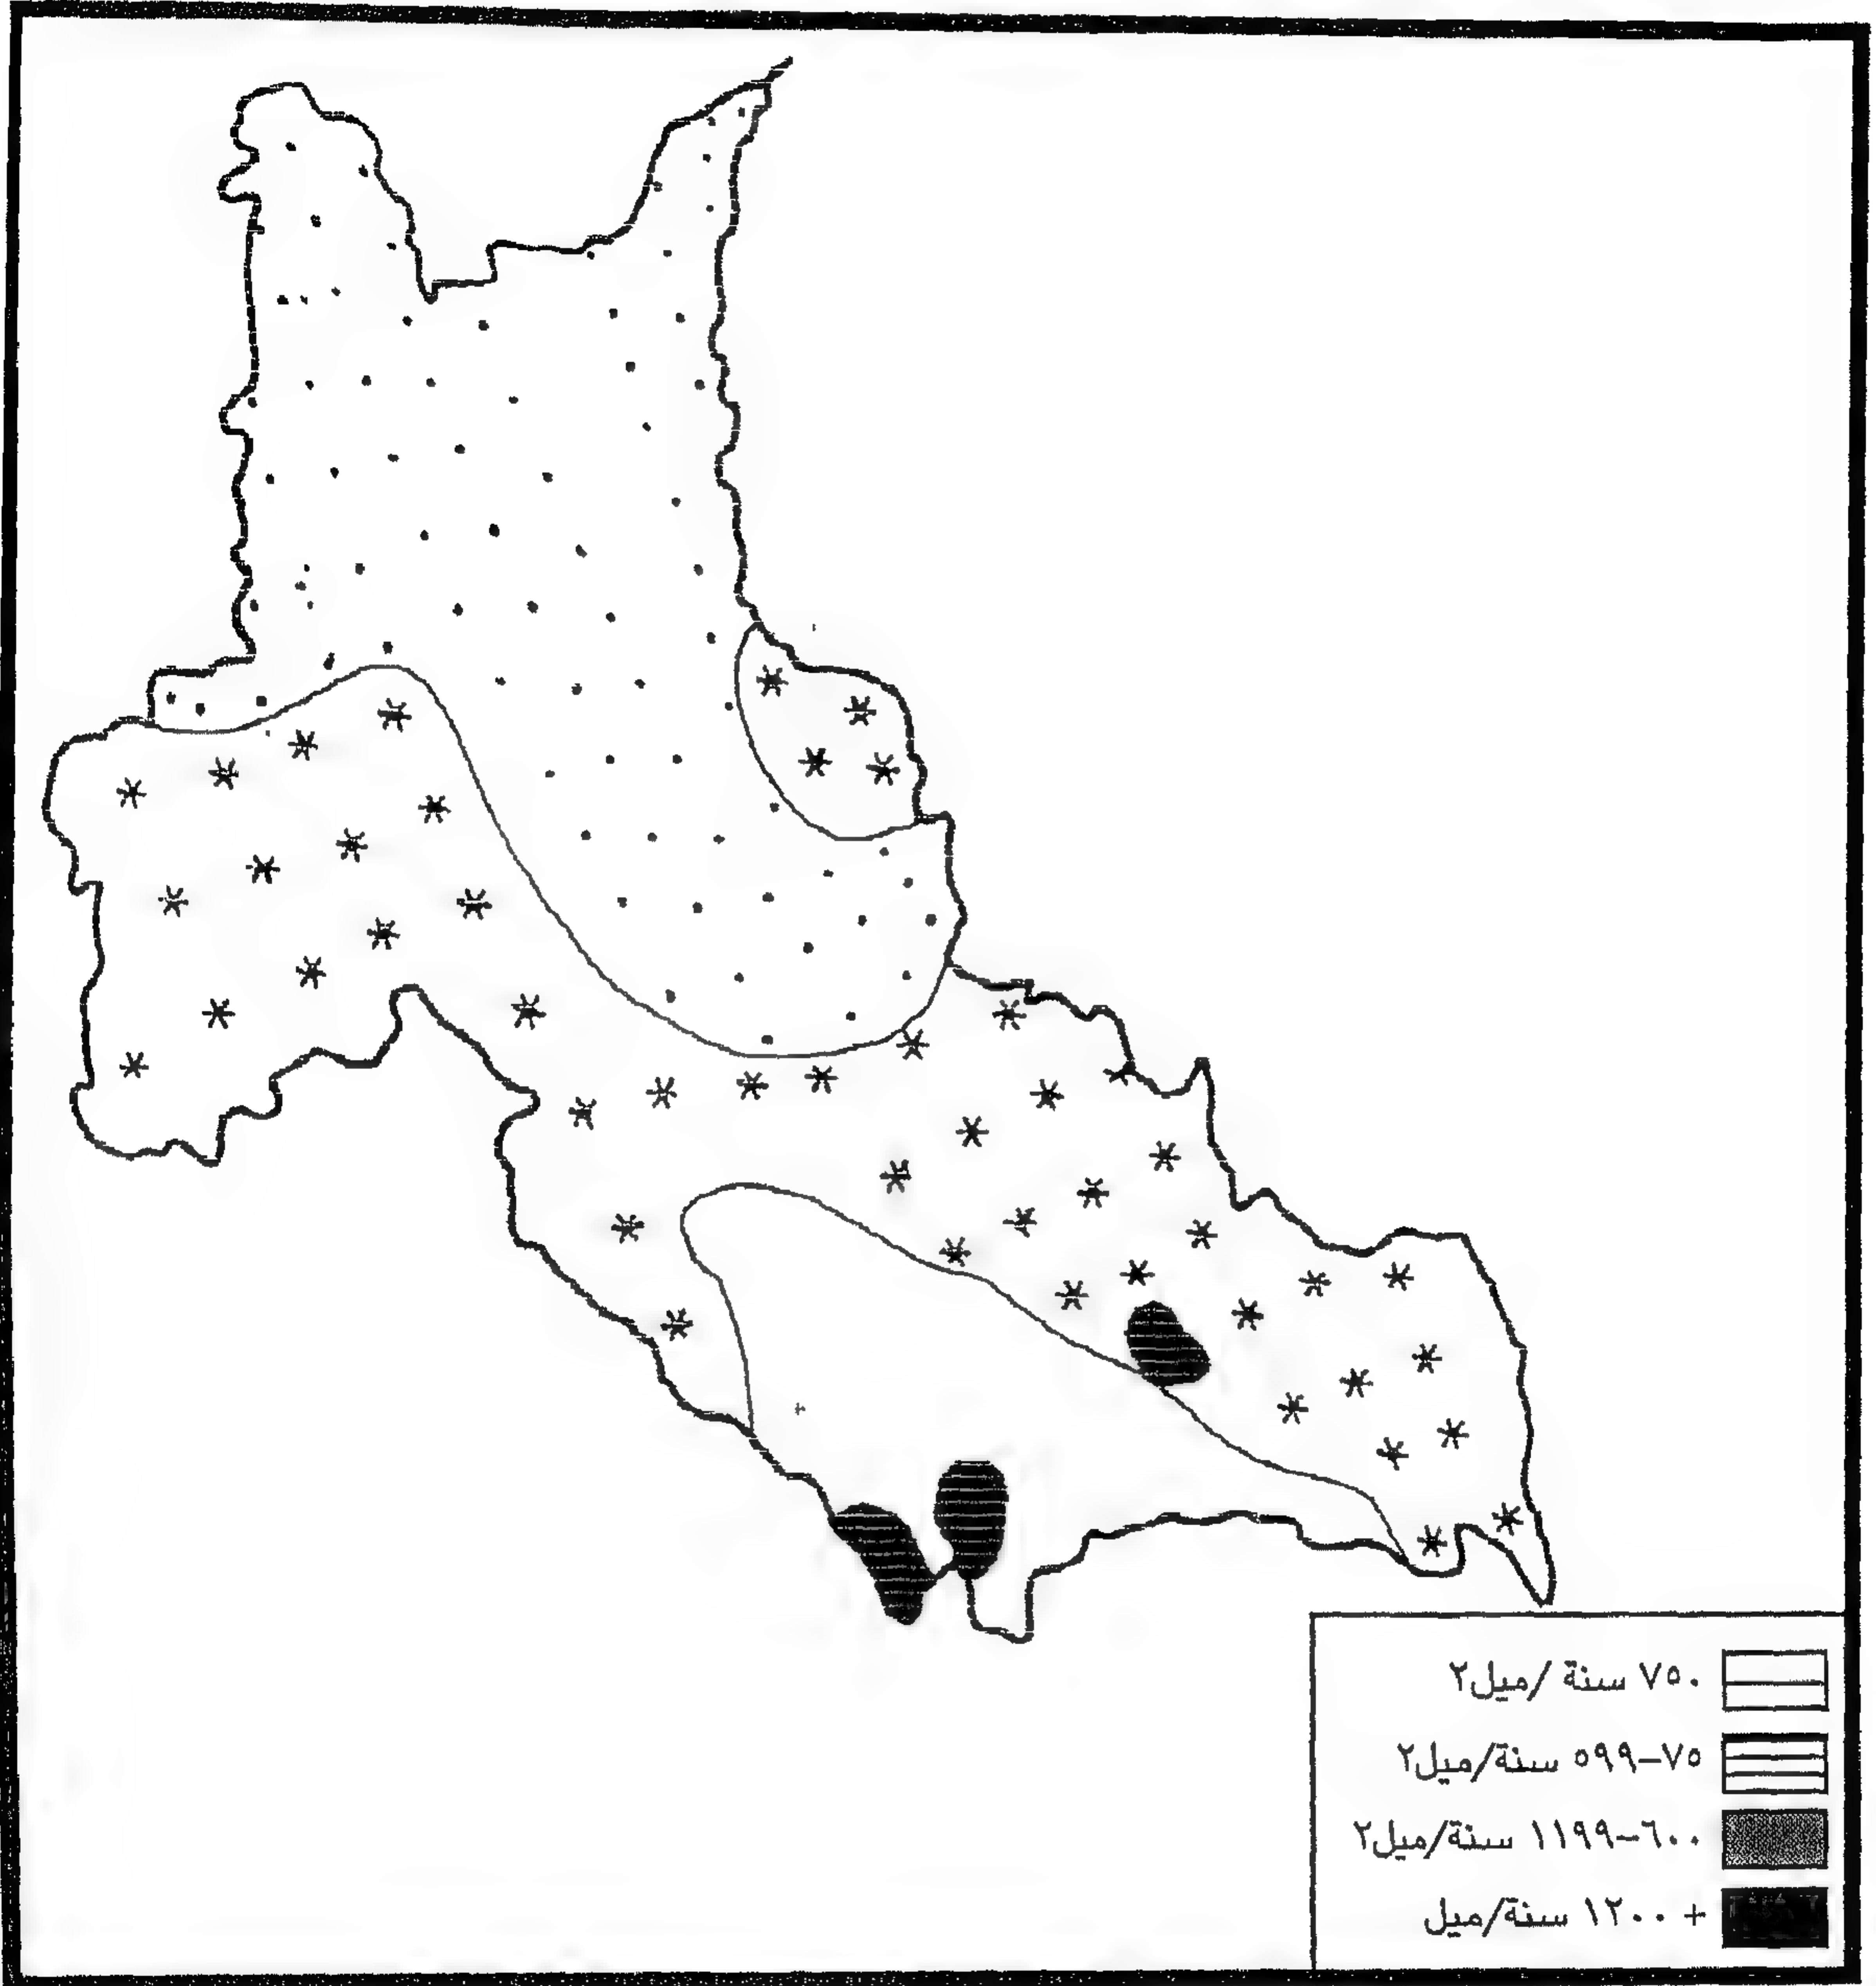 ٧٥٠ سنة /ميل٢
٧٥–٥٩٩ سنة/ميل٢
٦٠٠–١١٩٩ سنة/ميل٢
+ ١٢٠٠ سنة/ميل